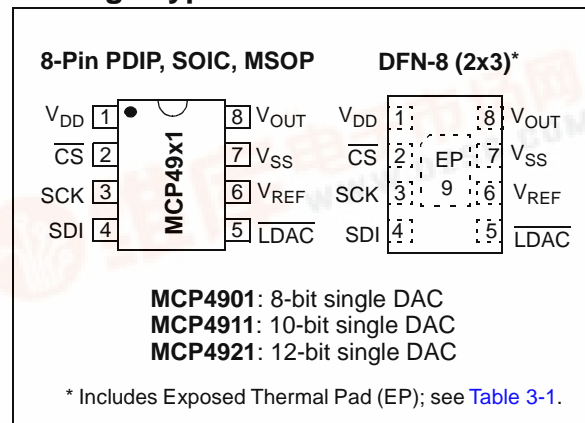 8-Pin PDIP, SOIC, MSOP
VDD 1
CS 2
SCK 3
SDI 4
MCP49x1
8 VOUT
7 VSS
6 VREF
5 LDAC
DFN-8 (2x3)*
VDD 1
CS 2
SCK 3
SDI 4
EP
9
8 VOUT
7 VSS
6 VREF
5 LDAC
MCP4901: 8-bit single DAC
MCP4911: 10-bit single DAC
MCP4921: 12-bit single DAC
* Includes Exposed Thermal Pad (EP); see Table 3-1.